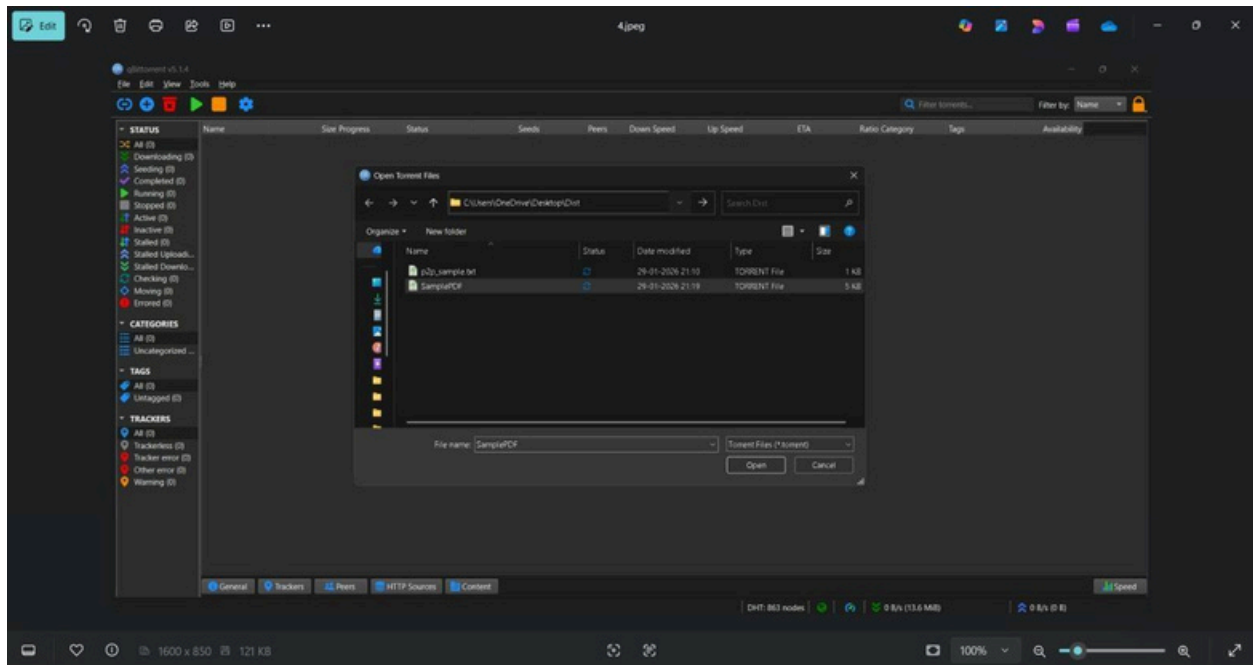 Edit
4.jpeg
qBittorrent v5.1.4
File Edit View Tools Help
Filter torrents...
Filter by: Name
STATUS
All (0)
Downloading (0)
Seeding (0)
Completed (0)
Running (0)
Stopped (0)
Active (0)
Inactive (0)
Stalled (0)
Stalled Uploadi...
Stalled Downlo...
Checking (0)
Moving (0)
Errored (0)
CATEGORIES
All (0)
Uncategorized ...
TAGS
All (0)
Untagged (0)
TRACKERS
All (0)
Trackerless (0)
Tracker error (0)
Other error (0)
Warning (0)
Name Size Progress Status Seeds Peers Down Speed Up Speed ETA Ratio Category Tags Availability
Open Torrent Files
C:\Users\OneDrive\Desktop\Dist
Search Dist
Organize New folder
Name Status Date modified Type Size
p2p_sample.txt 29-01-2026 21:10 TORRENT File 1 KB
SamplePDF 29-01-2026 21:19 TORRENT File 5 KB
File name: SamplePDF
Torrent Files (*.torrent)
Open Cancel
General Trackers Peers HTTP Sources Content Speed
DHT: 863 nodes 0 B/s (13.6 MiB) 0 B/s (0 B)
1600 x 850 121 KB 100%